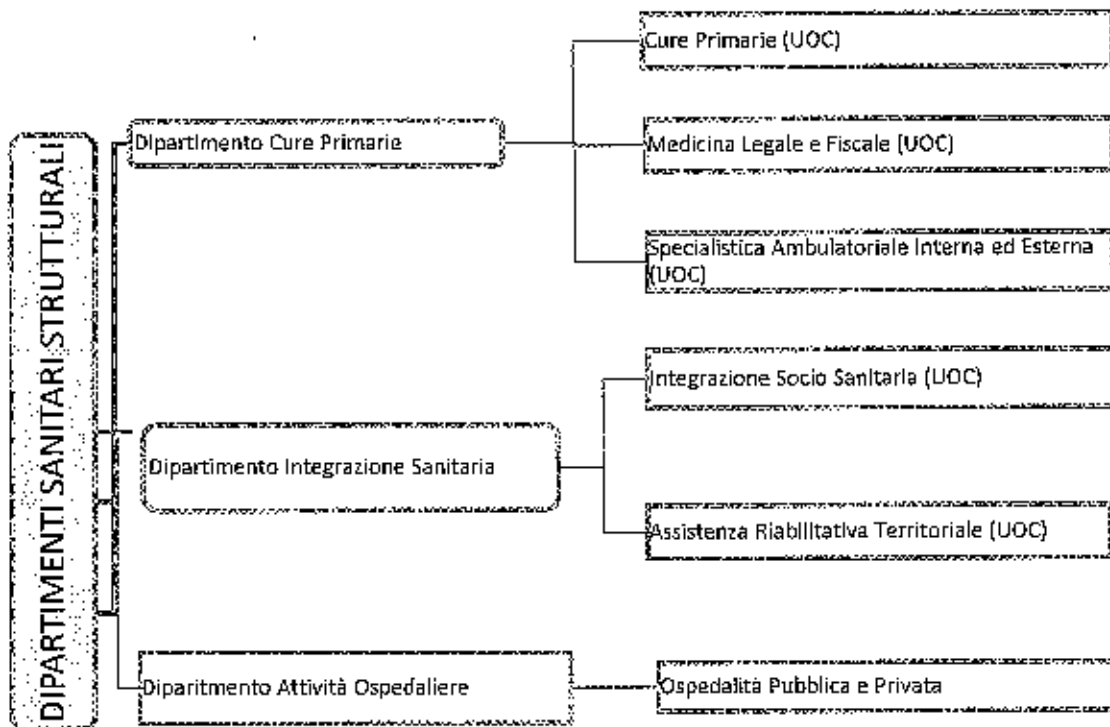 DIPARTIMENTI SANITARI STRUTTURALI
Dipartimento Cure Primarie
Cure Primarie (UOC)
Medicina Legale e Fiscale (UOC)
Specialistica Ambulatoriale Interna ed Esterna
(UOC)
Dipartimento Integrazione Sanitaria
Integrazione Socio Sanitaria (UOC)
Assistenza Riabilitativa Territoriale (UOC)
Diparitmento Attività Ospedaliere
Ospedalità Pubblica e Privata